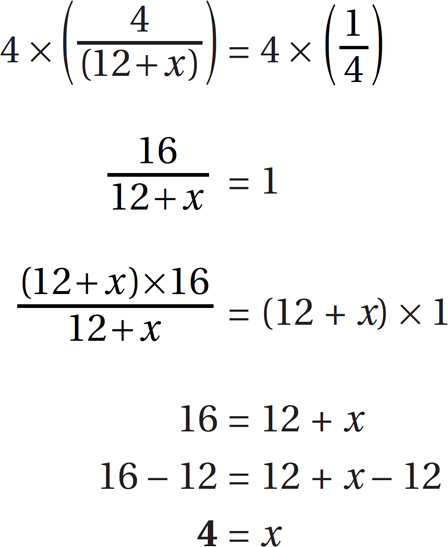 4 × (4/(12+x)) = 4 × (1/4)
16/12+x = 1
(12+x)×16/12+x = (12 + x) × 1
16 = 12 + x
16 − 12 = 12 + x − 12
4 = x